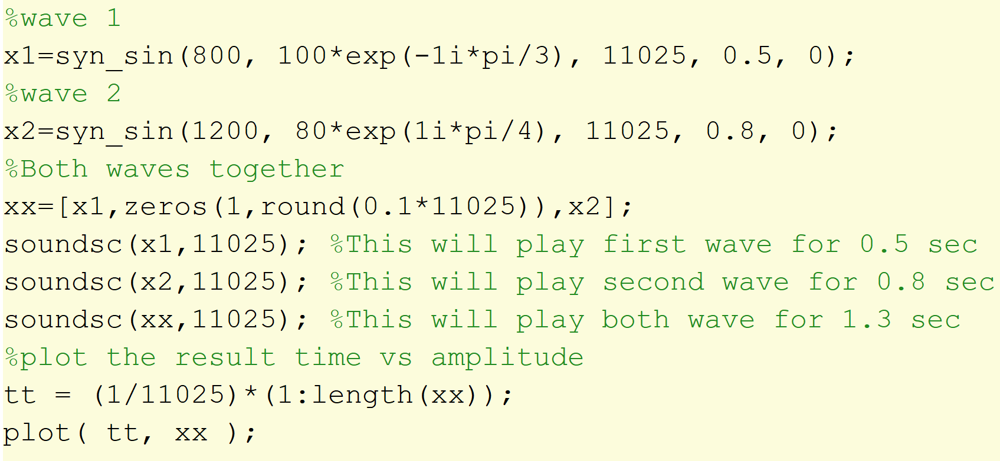 %wave 1
x1=syn_sin(800, 100*exp(-1i*pi/3), 11025, 0.5, 0);
%wave 2
x2=syn_sin(1200, 80*exp(1i*pi/4), 11025, 0.8, 0);
%Both waves together
xx=[x1,zeros(1,round(0.1*11025)),x2];
soundsc(x1,11025); %This will play first wave for 0.5 sec
soundsc(x2,11025); %This will play second wave for 0.8 sec
soundsc(xx,11025); %This will play both wave for 1.3 sec
%plot the result time vs amplitude
tt = (1/11025)*(1:length(xx));
plot( tt, xx );